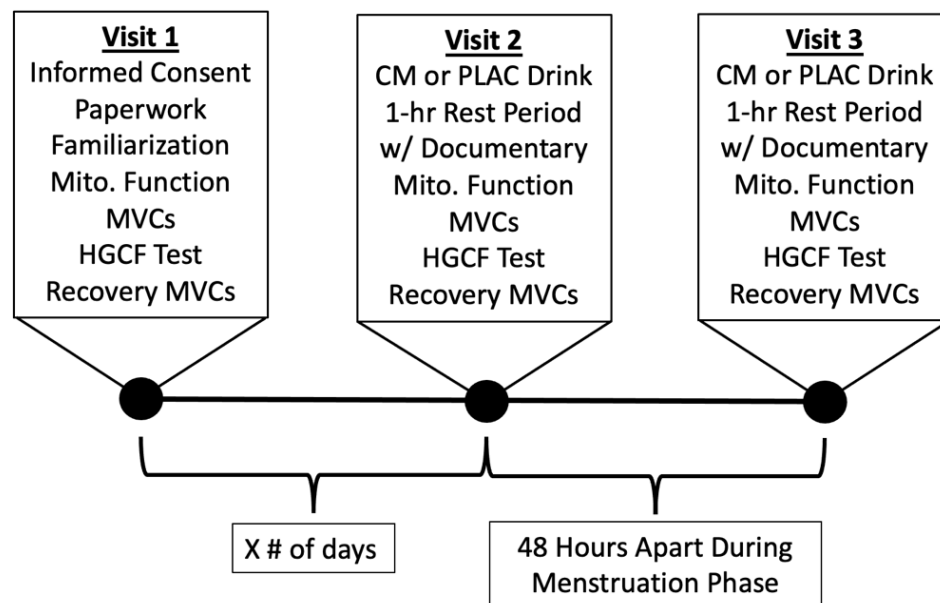 Visit 1
Informed Consent
Paperwork
Familiarization
Mito. Function
MVCs
HGCF Test
Recovery MVCs
Visit 2
CM or PLAC Drink
1-hr Rest Period
w/ Documentary
Mito. Function
MVCs
HGCF Test
Recovery MVCs
Visit 3
CM or PLAC Drink
1-hr Rest Period
w/ Documentary
Mito. Function
MVCs
HGCF Test
Recovery MVCs
X # of days
48 Hours Apart During
Menstruation Phase